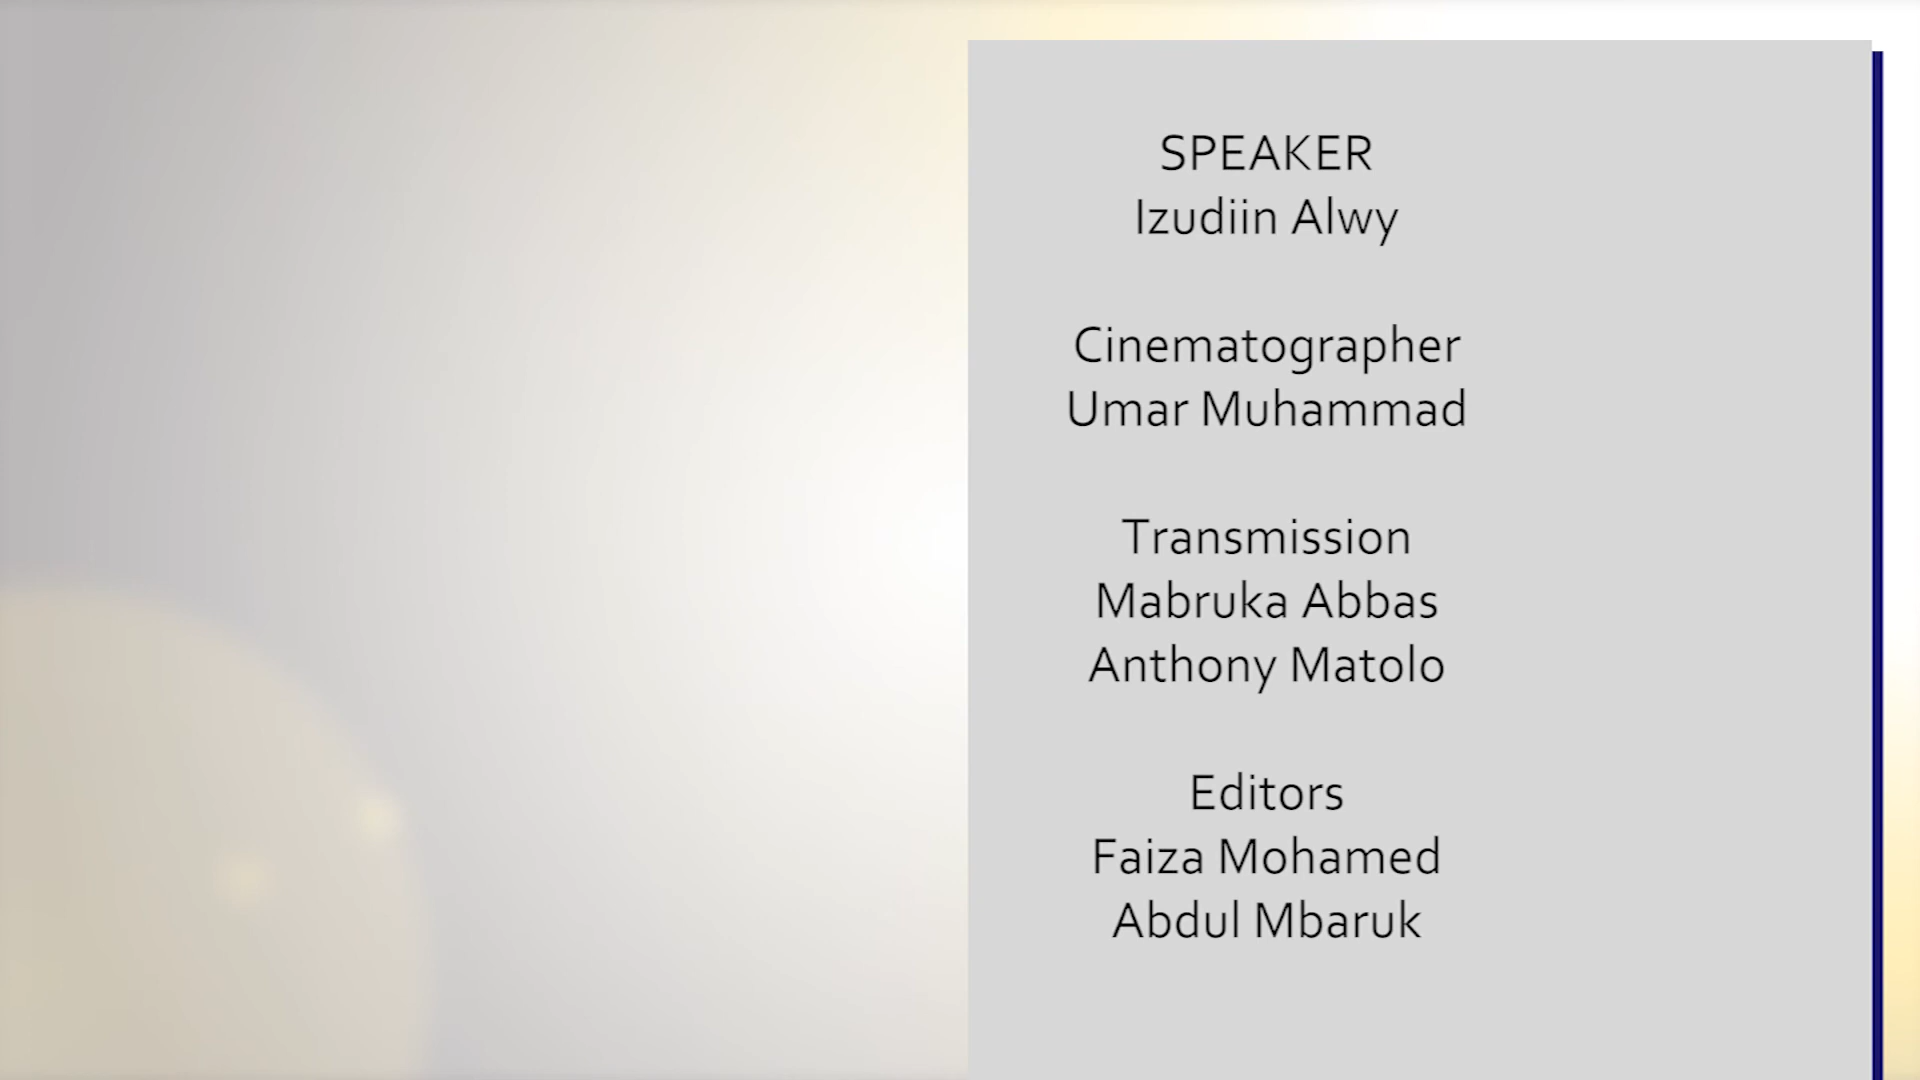 SPEAKER
Izudiin Alwy
Cinematographer
Umar Muhammad
Transmission
Mabruka Abbas
Anthony Matolo
Editors
Faiza Mohamed
Abdul Mbaruk